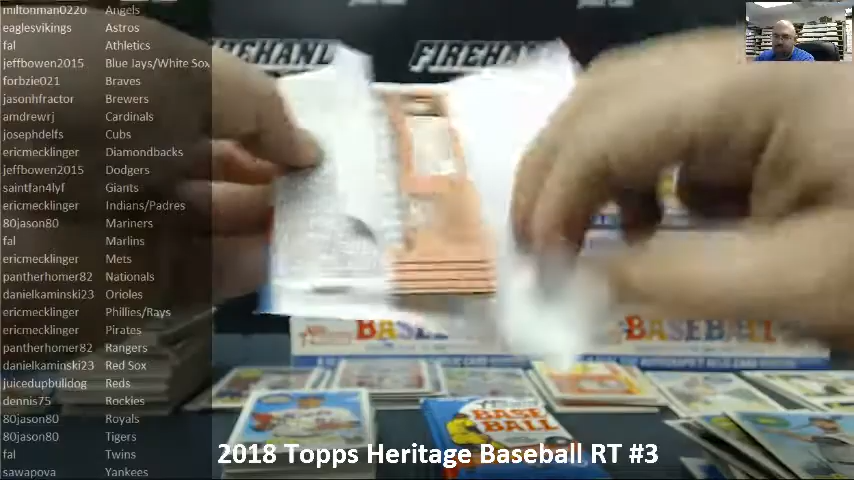 miltonman0220 Angels
eaglesvikings Astros
fal Athletics
jeffbowen2015 Blue Jays/White Sox
forbzie021 Braves
jasonhfractor Brewers
amdrewrj Cardinals
josephdelfs Cubs
ericmecklinger Diamondbacks
jeffbowen2015 Dodgers
saintfan4lyf Giants
ericmecklinger Indians/Padres
80jason80 Mariners
fal Marlins
ericmecklinger Mets
pantherhomer82 Nationals
danielkaminski23 Orioles
ericmecklinger Phillies/Rays
ericmecklinger Pirates
pantherhomer82 Rangers
danielkaminski23 Red Sox
juicedupbulldog Reds
dennis75 Rockies
80jason80 Royals
80jason80 Tigers
fal Twins
sawapova Yankees
FIREHAND FIREHAND
BASEBALL BASEBALL
BASE
BALL
2018 Topps Heritage Baseball RT #3